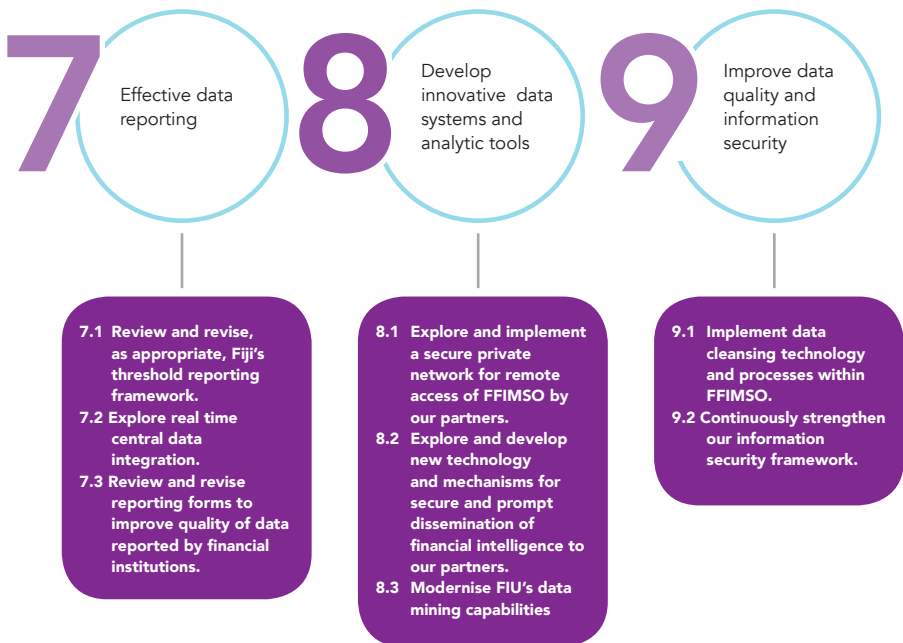 7
Effective data
reporting
8
Develop
innovative data
systems and
analytic tools
9
Improve data
quality and
information
security
7.1 Review and revise,
as appropriate, Fiji's
threshold reporting
framework.
7.2 Explore real time
central data
integration.
7.3 Review and revise
reporting forms to
improve quality of data
reported by financial
institutions.
8.1 Explore and implement
a secure private
network for remote
access of FFIMSO by
our partners.
8.2 Explore and develop
new technology
and mechanisms for
secure and prompt
dissemination of
financial intelligence to
our partners.
8.3 Modernise FIU's data
mining capabilities
9.1 Implement data
cleansing technology
and processes within
FFIMSO.
9.2 Continuously strengthen
our information
security framework.